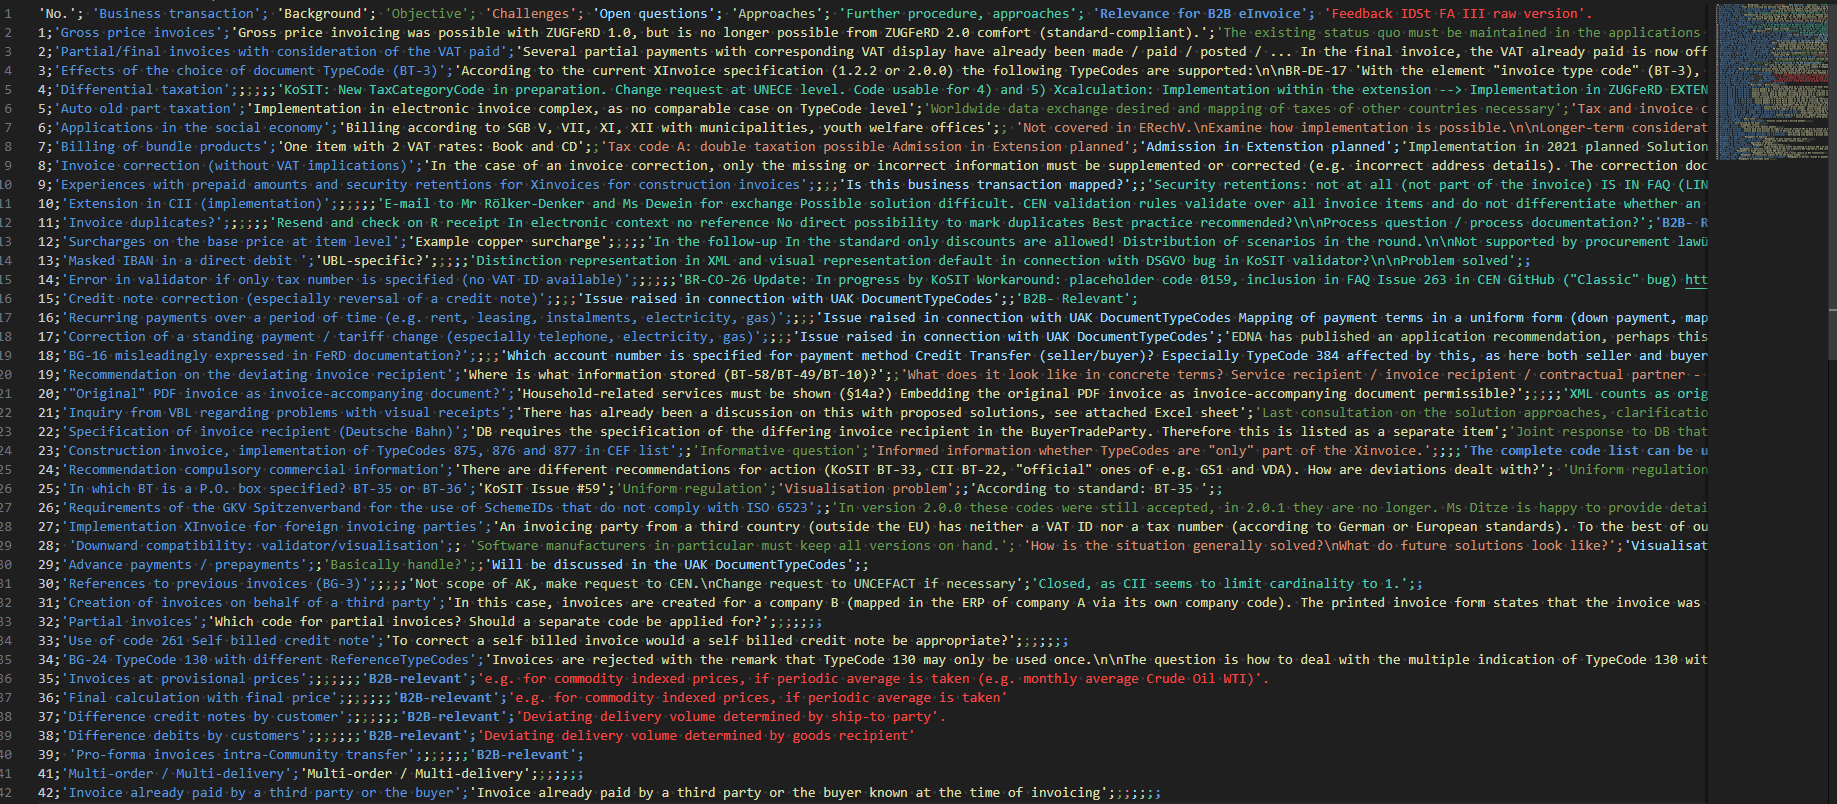 1 'No.'; 'Business transaction'; 'Background'; 'Objective'; 'Challenges'; 'Open questions'; 'Approaches'; 'Further procedure, approaches'; 'Relevance for B2B eInvoice'; 'Feedback IDSt FA III raw version'.
2 1;'Gross price invoices';'Gross price invoicing was possible with ZUGFeRD 1.0, but is no longer possible from ZUGFeRD 2.0 comfort (standard-compliant).';'The existing status quo must be maintained in the applications
3 2;'Partial/final invoices with consideration of the VAT paid';'Several partial payments with corresponding VAT display have already been made / paid / posted / ... In the final invoice, the VAT already paid is now off
4 3;'Effects of the choice of document TypeCode (BT-3)';'According to the current XInvoice specification (1.2.2 or 2.0.0) the following TypeCodes are supported:\n\nBR-DE-17 'With the element "invoice type code" (BT-3),
5 4;'Differential taxation';;;;;'KoSIT: New TaxCategoryCode in preparation. Change request at UNECE level. Code usable for 4) and 5) Xcalculation: Implementation within the extension --> Implementation in ZUGFeRD EXTEN
6 5;'Auto old part taxation';'Implementation in electronic invoice complex, as no comparable case on TypeCode level';'Worldwide data exchange desired and mapping of taxes of other countries necessary';'Tax and invoice c
7 6;'Applications in the social economy';'Billing according to SGB V, VII, XI, XII with municipalities, youth welfare offices';; 'Not covered in ERechV.\nExamine how implementation is possible.\n\nLonger-term considerat
8 7;'Billing of bundle products';'One item with 2 VAT rates: Book and CD';;'Tax code A: double taxation possible Admission in Extension planned';'Admission in Extenstion planned';'Implementation in 2021 planned Solution
9 8;'Invoice correction (without VAT implications)';'In the case of an invoice correction, only the missing or incorrect information must be supplemented or corrected (e.g. incorrect address details). The correction doc
10 9;'Experiences with prepaid amounts and security retentions for Xinvoices for construction invoices';;;;'Is this business transaction mapped?';;'Security retentions: not at all (not part of the invoice) IS IN FAQ (LIN
11 10;'Extension in CII (implementation)';;;;;;'E-mail to Mr Rölker-Denker and Ms Dewein for exchange Possible solution difficult. CEN validation rules validate over all invoice items and do not differentiate whether an
12 11;'Invoice duplicates?';;;;;;'Resend and check on R receipt In electronic context no reference No direct possibility to mark duplicates Best practice recommended?\n\nProcess question / process documentation?';'B2B- R
13 12;'Surcharges on the base price at item level';'Example copper surcharge';;;;;'In the follow-up In the standard only discounts are allowed! Distribution of scenarios in the round.\n\nNot supported by procurement lawü
14 13;'Masked IBAN in a direct debit ';'UBL-specific?';;;;;'Distinction representation in XML and visual representation default in connection with DSGVO bug in KoSIT validator?\n\nProblem solved';;
15 14;'Error in validator if only tax number is specified (no VAT ID available)';;;;;;'BR-CO-26 Update: In progress by KoSIT Workaround: placeholder code 0159, inclusion in FAQ Issue 263 in CEN GitHub ("Classic" bug) htt
16 15;'Credit note correction (especially reversal of a credit note)';;;;'Issue raised in connection with UAK DocumentTypeCodes';;'B2B- Relevant';
17 16;'Recurring payments over a period of time (e.g. rent, leasing, instalments, electricity, gas)';;;;'Issue raised in connection with UAK DocumentTypeCodes Mapping of payment terms in a uniform form (down payment, map
18 17;'Correction of a standing payment / tariff change (especially telephone, electricity, gas)';;;;'Issue raised in connection with UAK DocumentTypeCodes';'EDNA has published an application recommendation, perhaps this
19 18;'BG-16 misleadingly expressed in FeRD documentation?';;;;'Which account number is specified for payment method Credit Transfer (seller/buyer)? Especially TypeCode 384 affected by this, as here both seller and buyer
20 19;'Recommendation on the deviating invoice recipient';'Where is what information stored (BT-58/BT-49/BT-10)?';;'What does it look like in concrete terms? Service recipient / invoice recipient / contractual partner -
21 20;'"Original" PDF invoice as invoice-accompanying document?';'Household-related services must be shown (§14a?) Embedding the original PDF invoice as invoice-accompanying document permissible?';;;;;'XML counts as orig
22 21;'Inquiry from VBL regarding problems with visual receipts';'There has already been a discussion on this with proposed solutions, see attached Excel sheet';'Last consultation on the solution approaches, clarificatio
23 22;'Specification of invoice recipient (Deutsche Bahn)';'DB requires the specification of the differing invoice recipient in the BuyerTradeParty. Therefore this is listed as a separate item';'Joint response to DB that
24 23;'Construction invoice, implementation of TypeCodes 875, 876 and 877 in CEF list';;'Informative question';'Informed information whether TypeCodes are "only" part of the Xinvoice.';;;;'The complete code list can be u
25 24;'Recommendation compulsory commercial information';'There are different recommendations for action (KoSIT BT-33, CII BT-22, "official" ones of e.g. GS1 and VDA). How are deviations dealt with?'; 'Uniform regulation
26 25;'In which BT is a P.O. box specified? BT-35 or BT-36';'KoSIT Issue #59';'Uniform regulation';'Visualisation problem';;'According to standard: BT-35 ';;
27 26;'Requirements of the GKV Spitzenverband for the use of SchemeIDs that do not comply with ISO 6523';;'In version 2.0.0 these codes were still accepted, in 2.0.1 they are no longer. Ms Ditze is happy to provide detai
28 27;'Implementation XInvoice for foreign invoicing parties';'An invoicing party from a third country (outside the EU) has neither a VAT ID nor a tax number (according to German or European standards). To the best of ou
29 28; 'Downward compatibility: validator/visualisation';; 'Software manufacturers in particular must keep all versions on hand.'; 'How is the situation generally solved?\nWhat do future solutions look like?';'Visualisat
30 29;'Advance payments / prepayments';;'Basically handle?';;'Will be discussed in the UAK DocumentTypeCodes';;
31 30;'References to previous invoices (BG-3)';;;;;'Not scope of AK, make request to CEN.\nChange request to UNCEFACT if necessary';'Closed, as CII seems to limit cardinality to 1.';;
32 31;'Creation of invoices on behalf of a third party';'In this case, invoices are created for a company B (mapped in the ERP of company A via its own company code). The printed invoice form states that the invoice was
33 32;'Partial invoices';'Which code for partial invoices? Should a separate code be applied for?';;;;;;
34 33;'Use of code 261 Self billed credit note';'To correct a self billed invoice would a self billed credit note be appropriate?';;;;;;;
35 34;'BG-24 TypeCode 130 with different ReferenceTypeCodes';'Invoices are rejected with the remark that TypeCode 130 may only be used once.\n\nThe question is how to deal with the multiple indication of TypeCode 130 wit
36 35;'Invoices at provisional prices';;;;;;;'B2B-relevant';'e.g. for commodity indexed prices, if periodic average is taken (e.g. monthly average Crude Oil WTI)'.
37 36;'Final calculation with final price';;;;;;;'B2B-relevant';'e.g. for commodity indexed prices, if periodic average is taken'
38 37;'Difference credit notes by customer';;;;;;;'B2B-relevant';'Deviating delivery volume determined by ship-to party'.
39 38;'Difference debits by customers';;;;;;;'B2B-relevant';'Deviating delivery volume determined by goods recipient'
40 39; 'Pro-forma invoices intra-Community transfer';;;;;;;'B2B-relevant';
41 41;'Multi-order / Multi-delivery';'Multi-order / Multi-delivery';;;;;;
42 42;'Invoice already paid by a third party or the buyer';'Invoice already paid by a third party or the buyer known at the time of invoicing';;;;;;